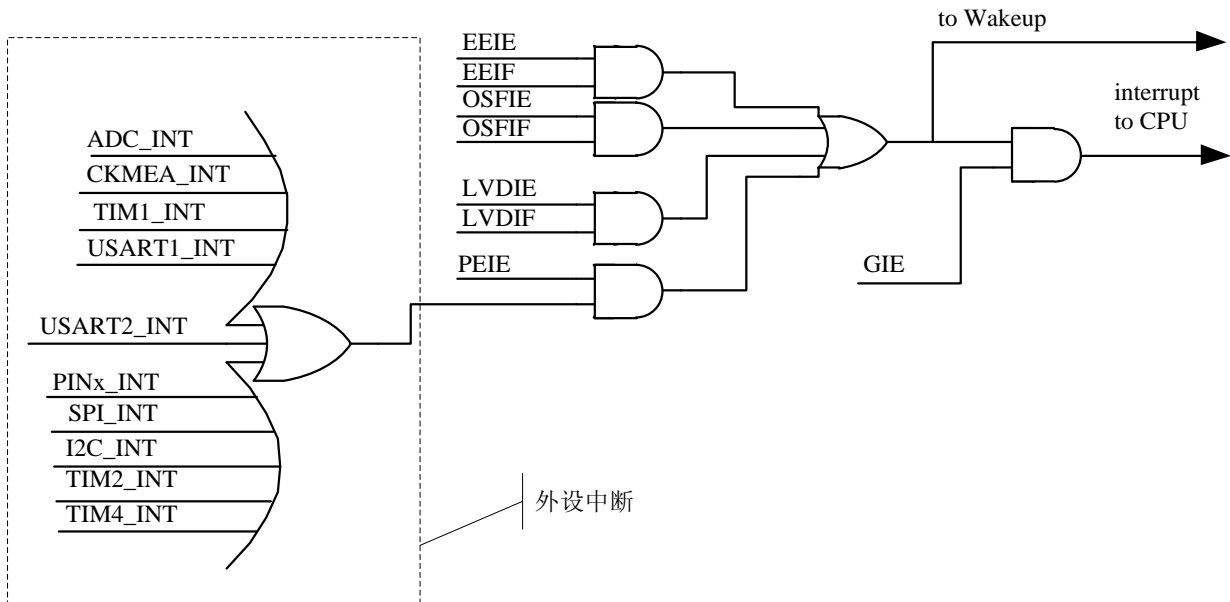 to Wakeup
EEIE
EEIF
OSFIE
OSFIF
interrupt
to CPU
ADC_INT
CKMEA_INT
TIM1_INT
USART1_INT
LVDIE
LVDIF
PEIE
GIE
USART2_INT
PINx_INT
SPI_INT
I2C_INT
TIM2_INT
TIM4_INT
外设中断